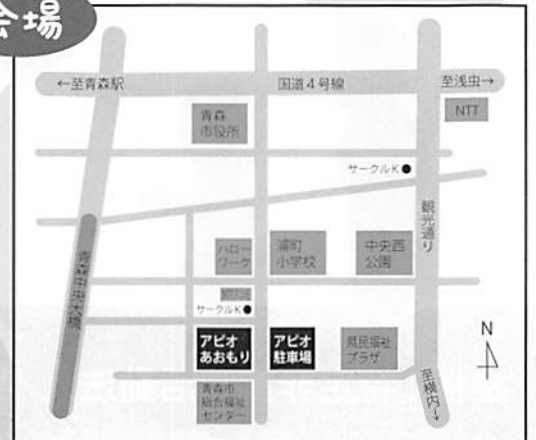 会場
←至青森駅
国道4号線
至浅虫→
NTT
青森
市役所
サークルK
観光通り
ハロー
ワーク
浦町
小学校
中央西
公園
青森中央大橋
サークルK
アピオ
あおもり
アピオ
駐車場
県民福祉
プラザ
N
至横内→
青森市
総合福祉
センター